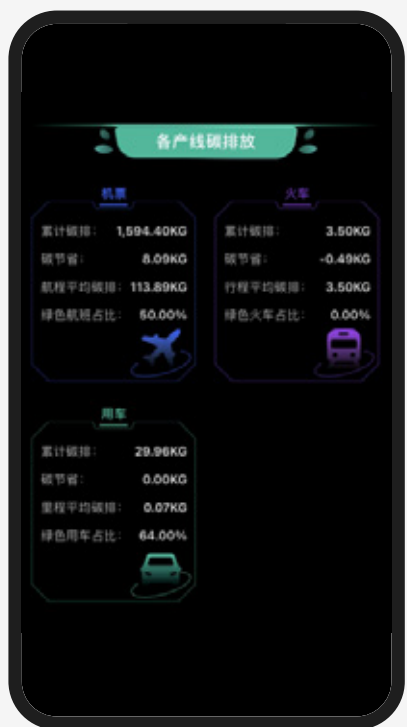 各产线碳排放
机票
累计碳排： 1,594.40KG
碳节省： 8.09KG
航程平均碳排： 113.89KG
绿色航班占比： 50.00%
火车
累计碳排： 3.50KG
碳节省： -0.49KG
行程平均碳排： 3.50KG
绿色火车占比： 0.00%
用车
累计碳排： 29.96KG
碳节省： 0.00KG
里程平均碳排： 0.07KG
绿色用车占比： 64.00%